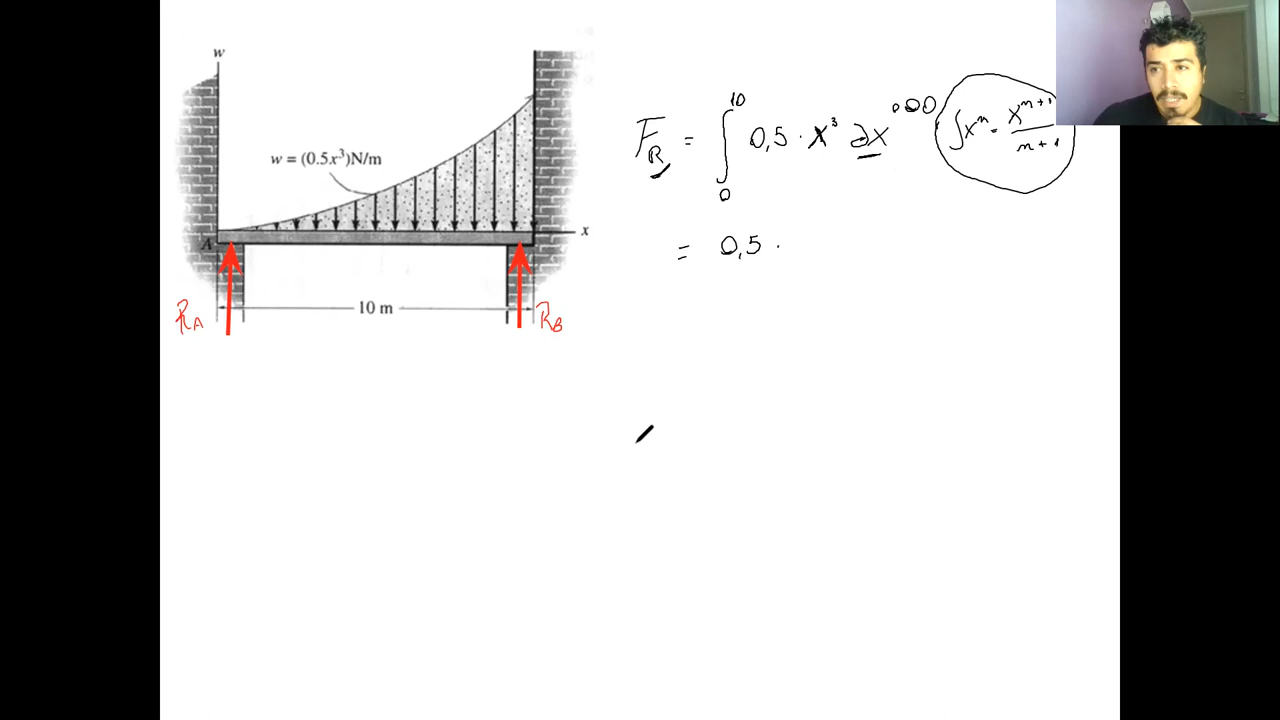 w
w = (0.5x³)N/m
x
A
10 m
R_A
R_B
F_R = ∫₀¹⁰ 0,5 · x³ ∂x
∫xⁿ = xⁿ⁺¹ / n+1
= 0,5 ·